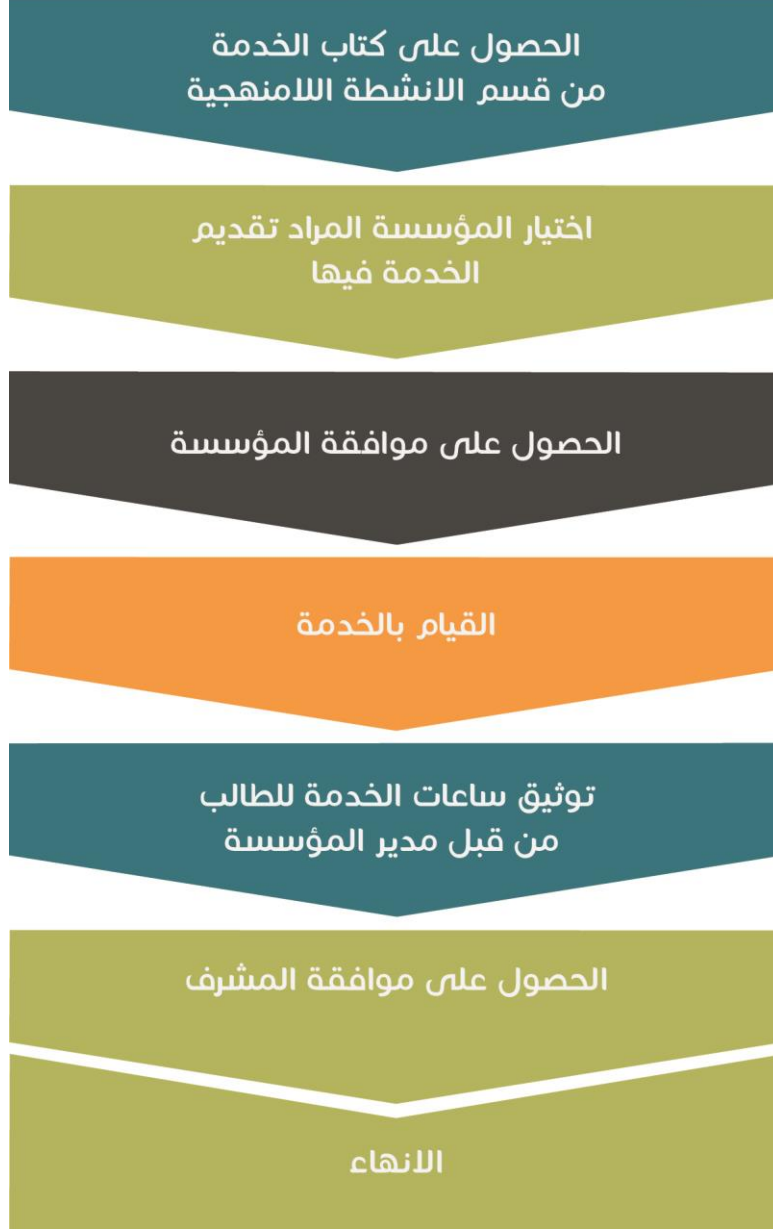 الحصول على كتاب الخدمة
من قسم الانشطة اللامنهجية
اختيار المؤسسة المراد تقديم
الخدمة فيها
الحصول على موافقة المؤسسة
القيام بالخدمة
توثيق ساعات الخدمة للطالب
من قبل مدير المؤسسة
الحصول على موافقة المشرف
الانهاء